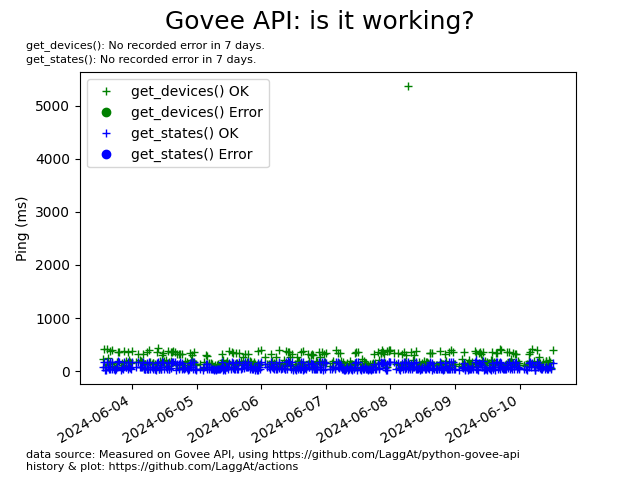 Govee API: is it working?
get_devices(): No recorded error in 7 days.
get_states(): No recorded error in 7 days.
get_devices() OK
get_devices() Error
get_states() OK
get_states() Error
Ping (ms)
5000
4000
3000
2000
1000
0
2024-06-04
2024-06-05
2024-06-06
2024-06-07
2024-06-08
2024-06-09
2024-06-10
data source: Measured on Govee API, using https://github.com/LaggAt/python-govee-api
history & plot: https://github.com/LaggAt/actions